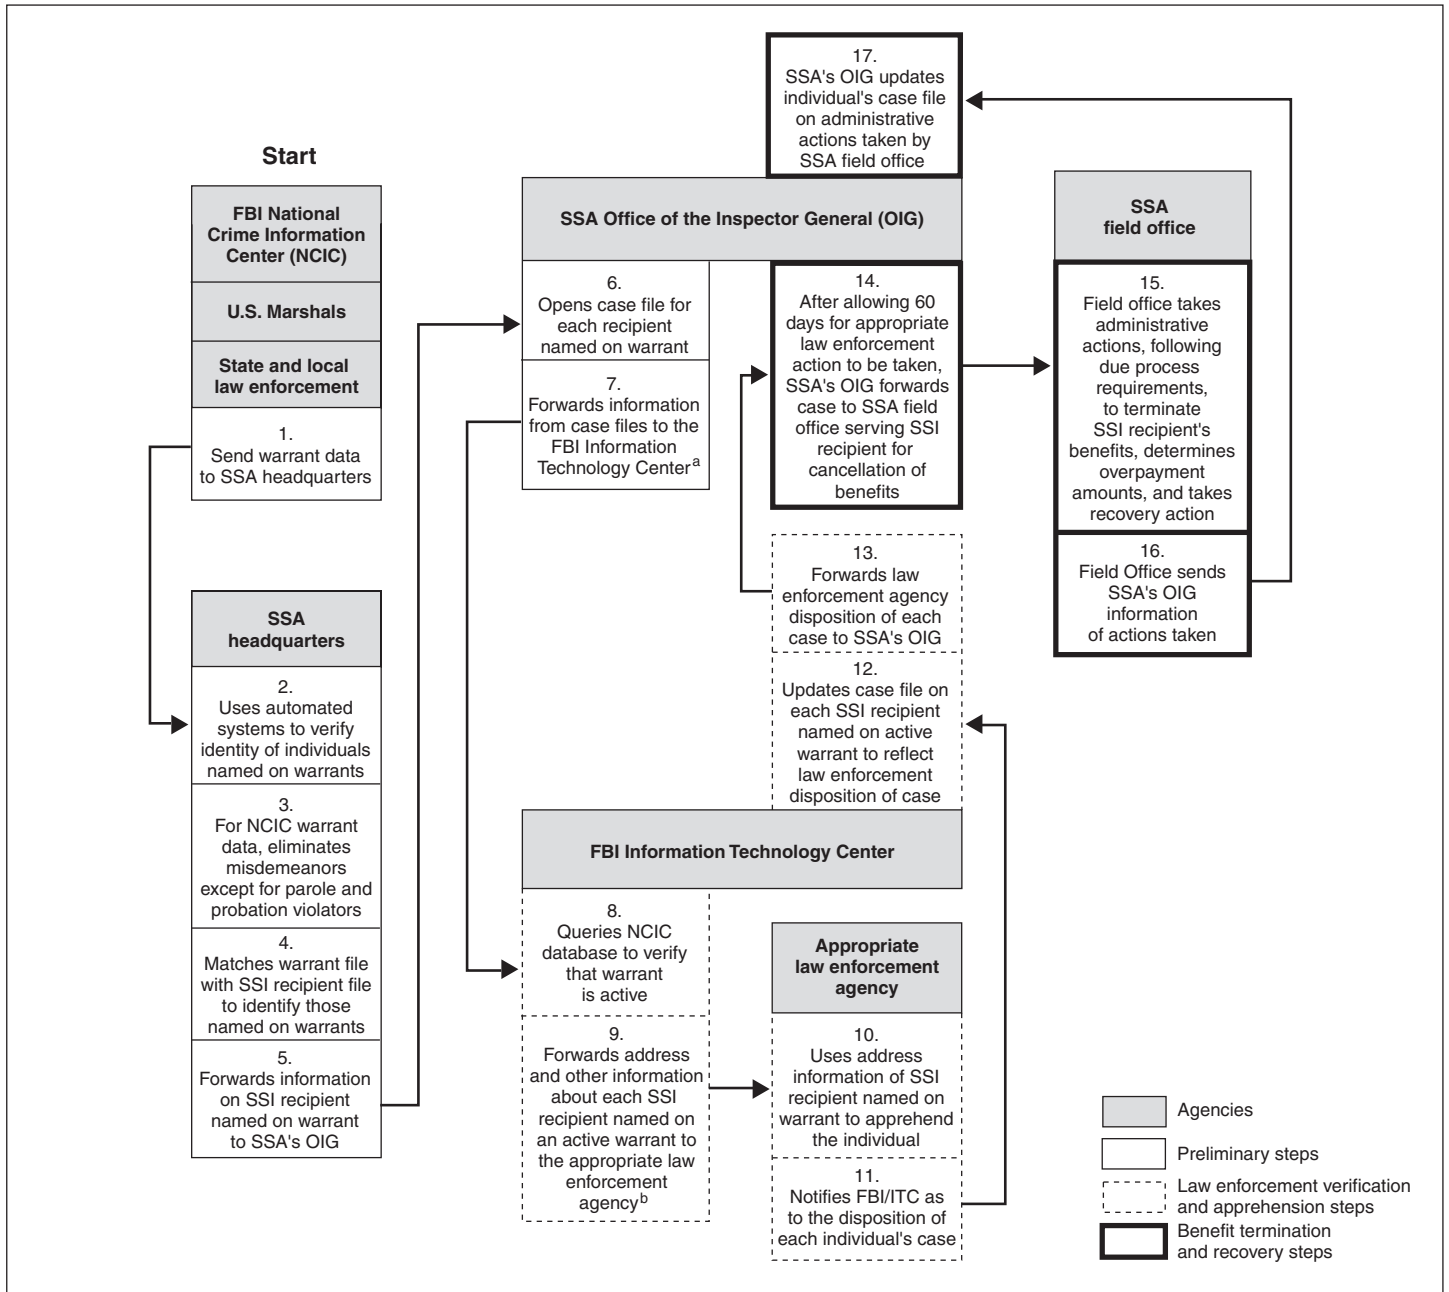 Start
FBI National
Crime Information
Center (NCIC)
U.S. Marshals
State and local
law enforcement
1.
Send warrant data
to SSA headquarters
SSA
headquarters
2.
Uses automated
systems to verify
identity of individuals
named on warrants
3.
For NCIC warrant
data, eliminates
misdemeanors
except for parole and
probation violators
4.
Matches warrant file
with SSI recipient file
to identify those
named on warrants
5.
Forwards information
on SSI recipient
named on warrant
to SSA's OIG
SSA Office of the Inspector General (OIG)
6.
Opens case file for
each recipient
named on warrant
7.
Forwards information
from case files to the
FBI Information
Technology Centera
FBI Information Technology Center
8.
Queries NCIC
database to verify
that warrant
is active
9.
Forwards address
and other information
about each SSI
recipient named on
an active warrant to
the appropriate law
enforcement
agencyb
Appropriate
law enforcement
agency
10.
Uses address
information of SSI
recipient named on
warrant to apprehend
the individual
11.
Notifies FBI/ITC as
to the disposition of
each individual's case
12.
Updates case file on
each SSI recipient
named on active
warrant to reflect
law enforcement
disposition of case
13.
Forwards law
enforcement agency
disposition of each
case to SSA's OIG
14.
After allowing 60
days for appropriate
law enforcement
action to be taken,
SSA's OIG forwards
case to SSA field
office serving SSI
recipient for
cancellation of
benefits
SSA
field office
15.
Field office takes
administrative
actions, following
due process
requirements,
to terminate
SSI recipient's
benefits, determines
overpayment
amounts, and takes
recovery action
16.
Field Office sends
SSA's OIG
information
of actions taken
17.
SSA's OIG updates
individual's case file
on administrative
actions taken by
SSA field office
Agencies
Preliminary steps
Law enforcement verification
and apprehension steps
Benefit termination
and recovery steps